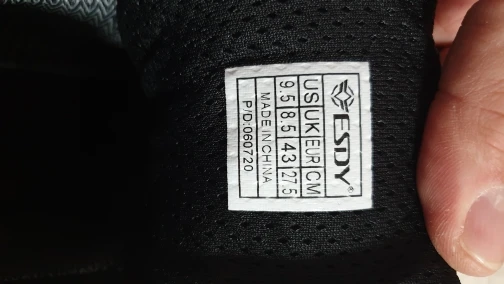 ESDY®
US UK EUR CM
9.5 8.5 43 27.5
MADE IN CHINA
P/D:060720